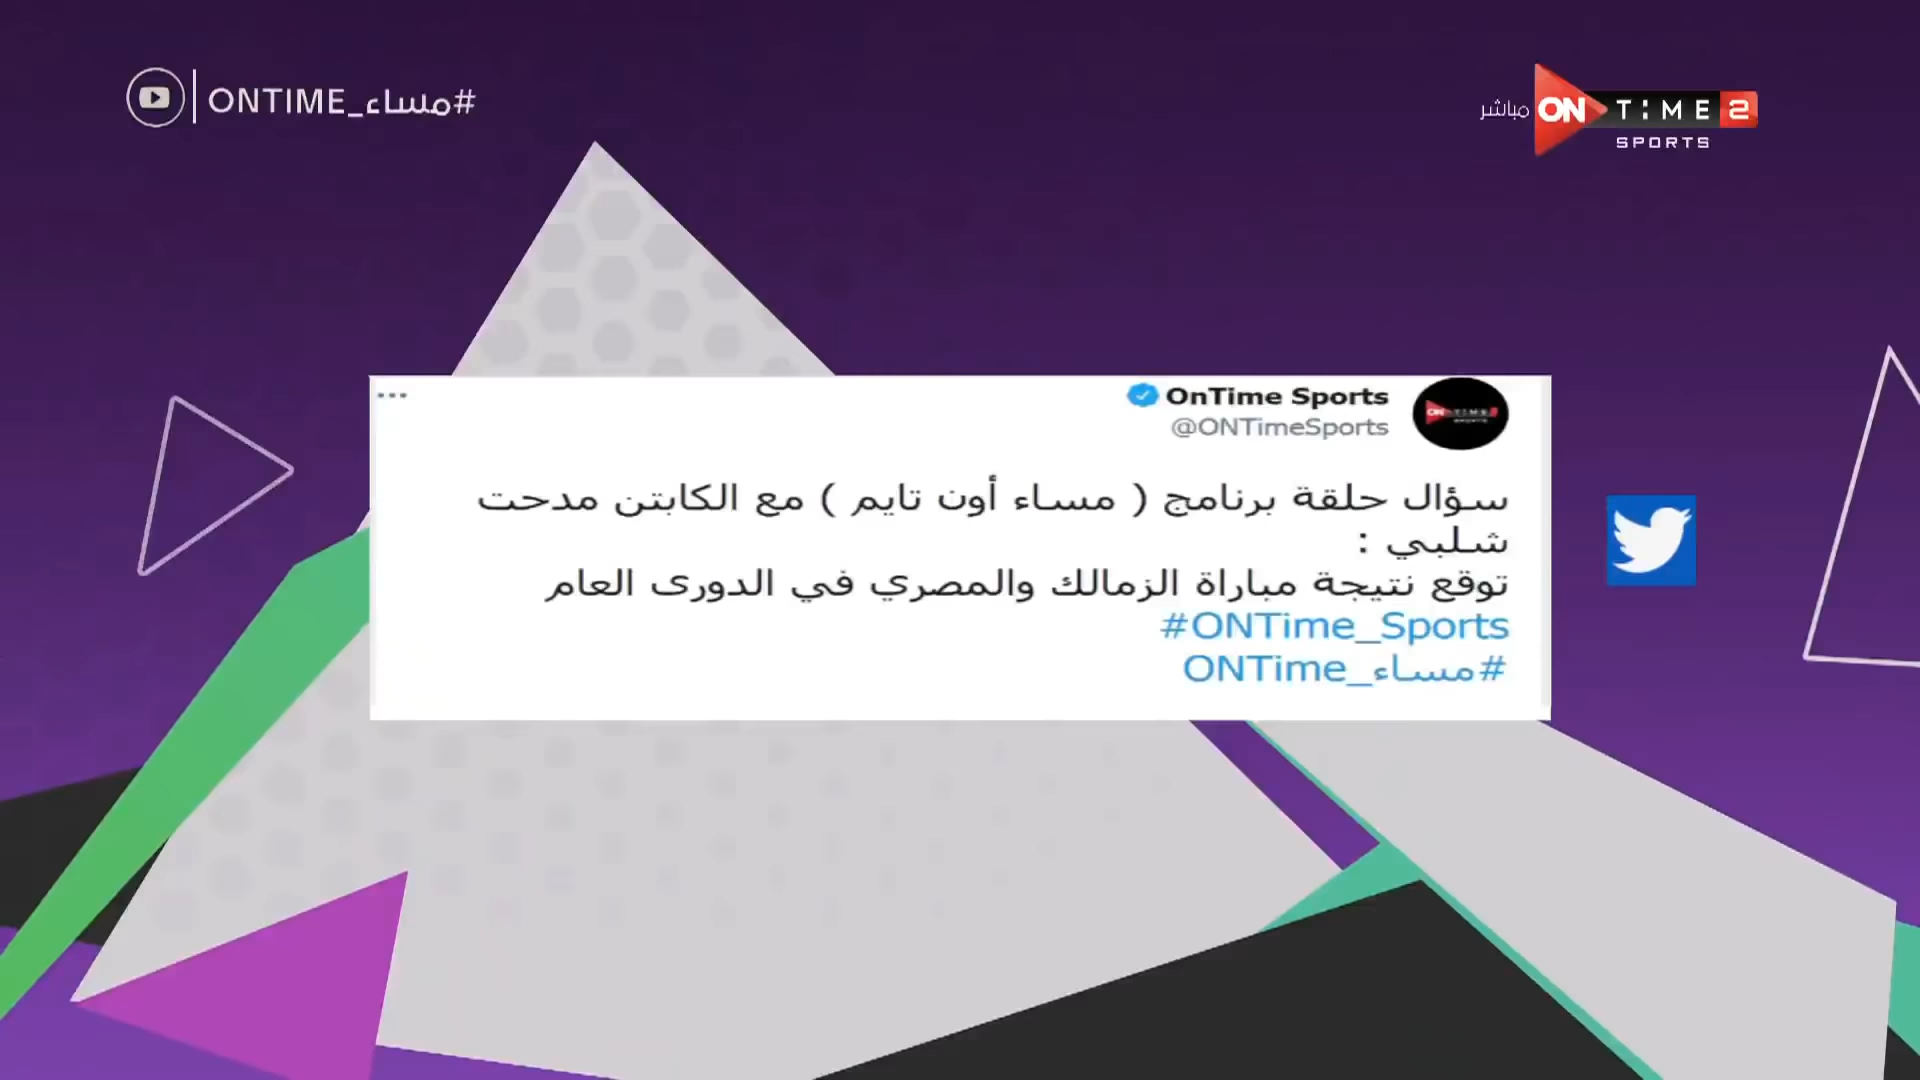 #مساء_ONTIME
مباشر
ON TIME 2
SPORTS
OnTime Sports
@ONTimeSports
سؤال حلقة برنامج ( مساء أون تايم ) مع الكابتن مدحت
شلبي :
توقع نتيجة مباراة الزمالك والمصري في الدورى العام
#ONTime_Sports
#مساء_ONTime